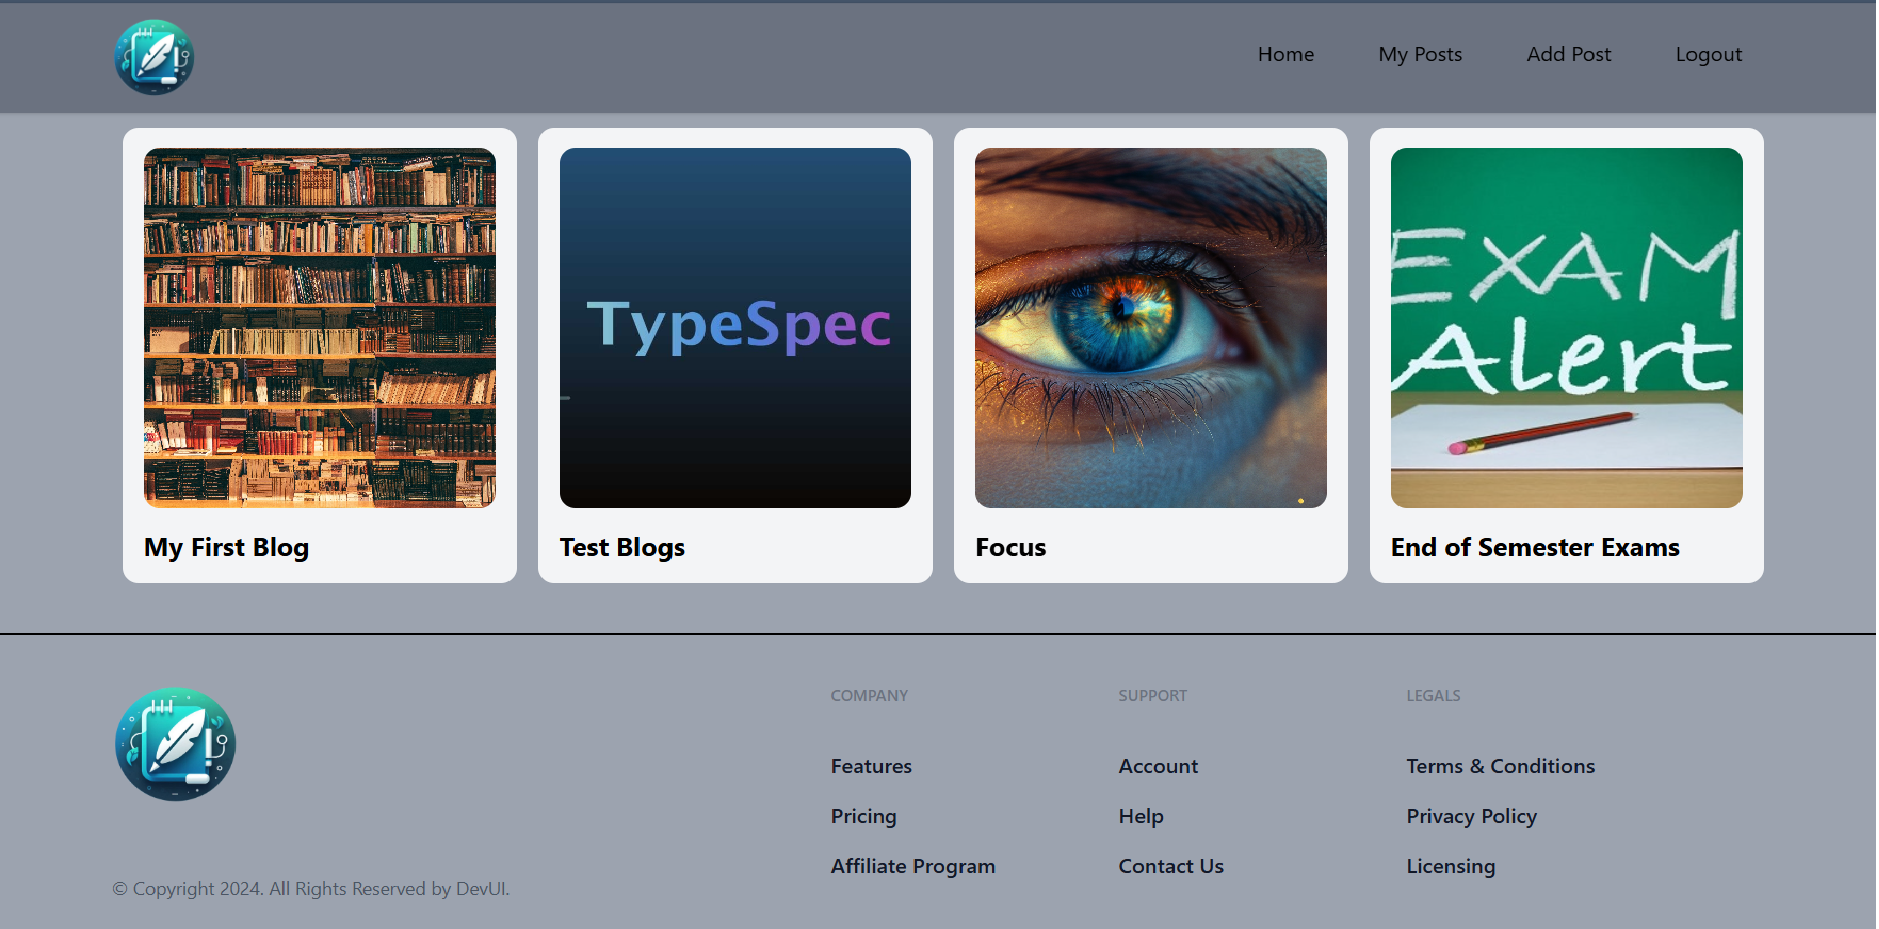 Home My Posts Add Post Logout
TypeSpec
EXAM
Alert
My First Blog
Test Blogs
Focus
End of Semester Exams
COMPANY
Features
Pricing
Affiliate Program
SUPPORT
Account
Help
Contact Us
LEGALS
Terms & Conditions
Privacy Policy
Licensing
© Copyright 2024. All Rights Reserved by DevUI.